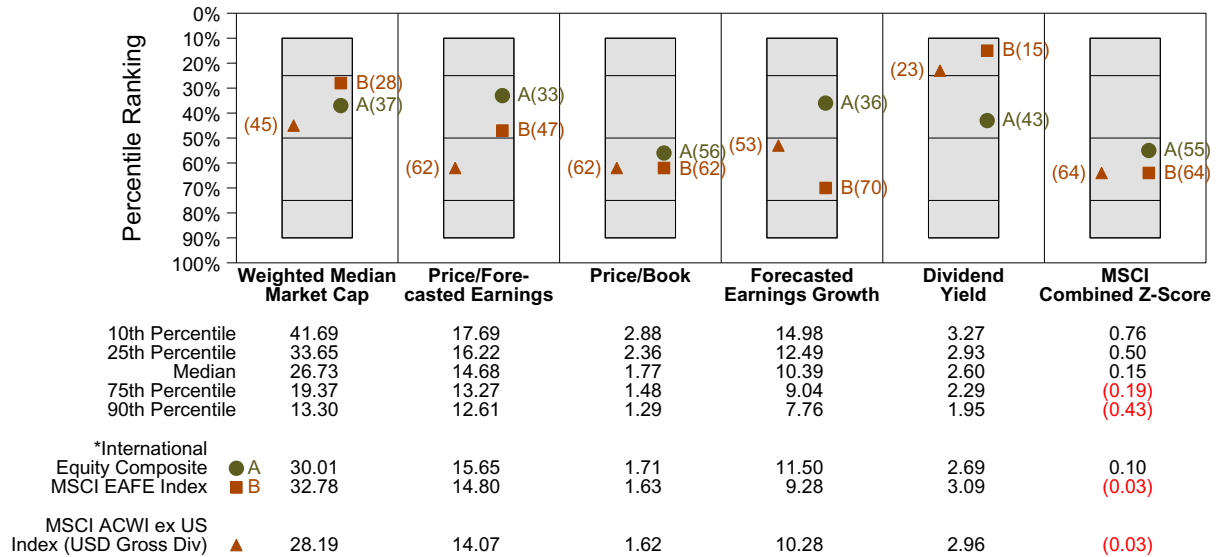 Percentile Ranking
0%
10%
20%
30%
40%
50%
60%
70%
80%
90%
100%
(45)
B(28)
A(37)
(62)
A(33)
B(47)
(62)
A(56)
B(62)
(53)
A(36)
B(70)
(23)
B(15)
A(43)
(64)
A(55)
B(64)
Weighted Median
Market Cap
Price/Fore-
casted Earnings
Price/Book
Forecasted
Earnings Growth
Dividend
Yield
MSCI
Combined Z-Score
10th Percentile 41.69 17.69 2.88 14.98 3.27 0.76
25th Percentile 33.65 16.22 2.36 12.49 2.93 0.50
Median 26.73 14.68 1.77 10.39 2.60 0.15
75th Percentile 19.37 13.27 1.48 9.04 2.29 (0.19)
90th Percentile 13.30 12.61 1.29 7.76 1.95 (0.43)
*International
Equity Composite A 30.01 15.65 1.71 11.50 2.69 0.10
MSCI EAFE Index B 32.78 14.80 1.63 9.28 3.09 (0.03)
MSCI ACWI ex US
Index (USD Gross Div) 28.19 14.07 1.62 10.28 2.96 (0.03)